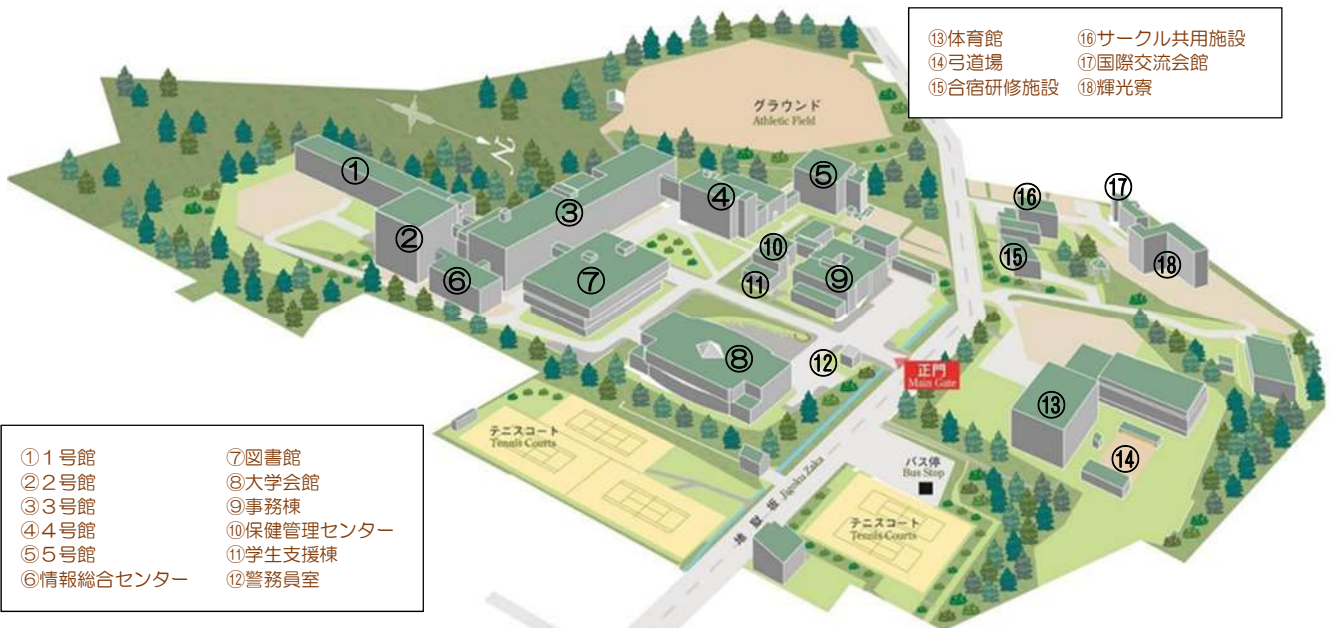 ⑬体育館
⑭弓道場
⑮合宿研修施設
⑯サークル共用施設
⑰国際交流会館
⑱輝光寮
グラウンド
Athletic Field
N
①
②
③
④
⑤
⑥
⑦
⑧
⑨
⑩
⑪
⑫
⑬
⑭
⑮
⑯
⑰
⑱
正門
Main Gate
テニスコート
Tennis Courts
バス停
Bus Stop
地獄坂 Jigoku Zaka
テニスコート
Tennis Courts
①1号館
②2号館
③3号館
④4号館
⑤5号館
⑥情報総合センター
⑦図書館
⑧大学会館
⑨事務棟
⑩保健管理センター
⑪学生支援棟
⑫警務員室